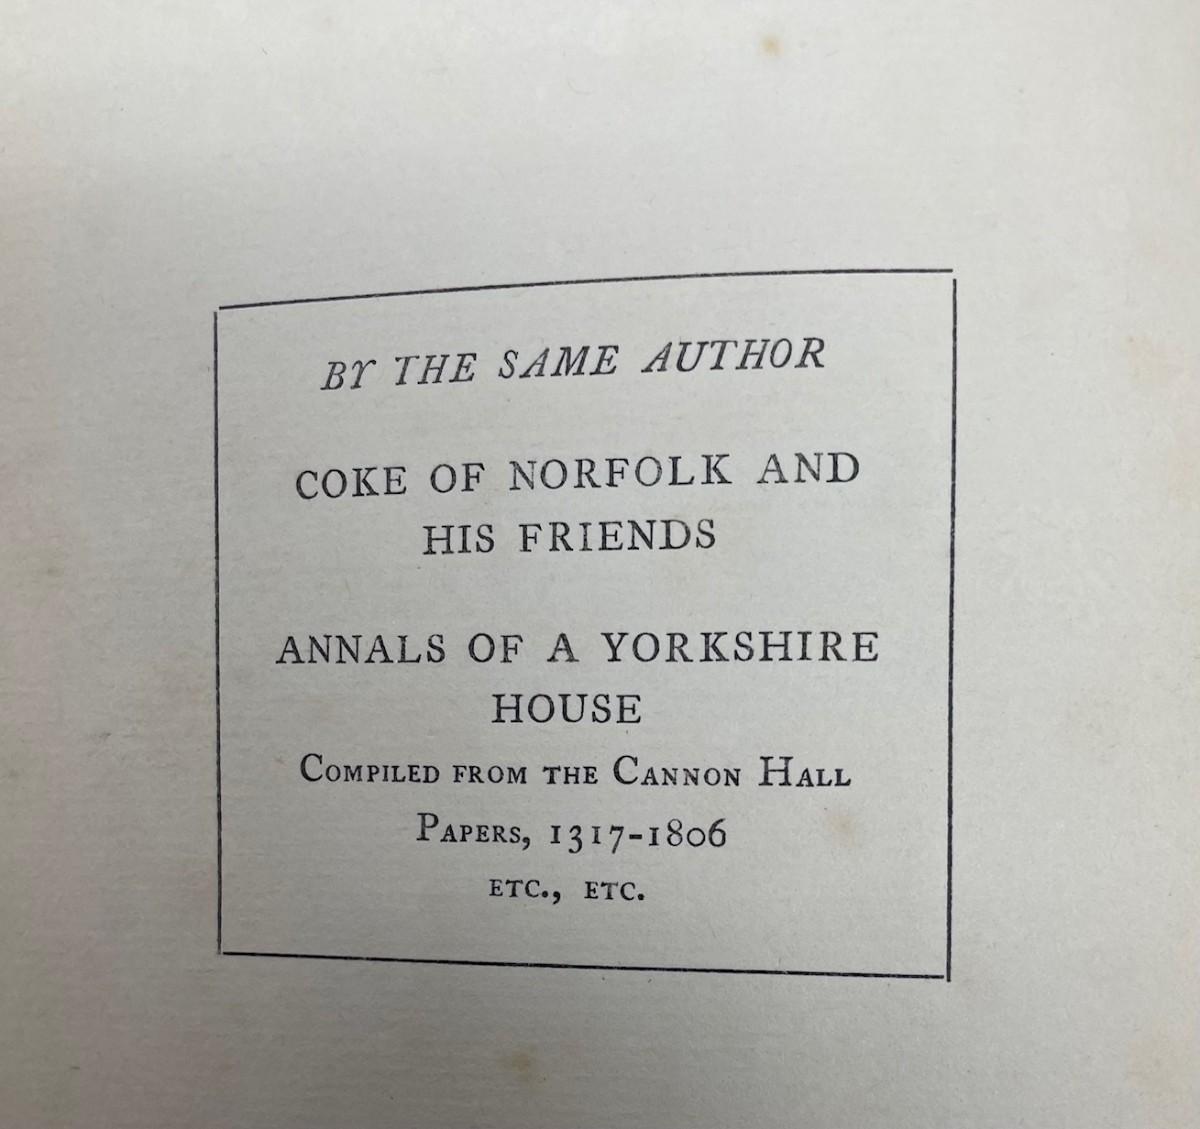 BY THE SAME AUTHOR
COKE OF NORFOLK AND
HIS FRIENDS
ANNALS OF A YORKSHIRE
HOUSE
COMPILED FROM THE CANNON HALL
PAPERS, 1317-1806
ETC., ETC.